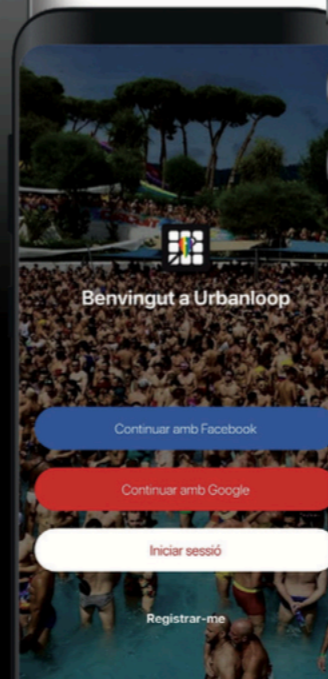 Benvingut a Urbanloop
Continuar amb Facebook
Continuar amb Google
Iniciar sessió
Registrar-me